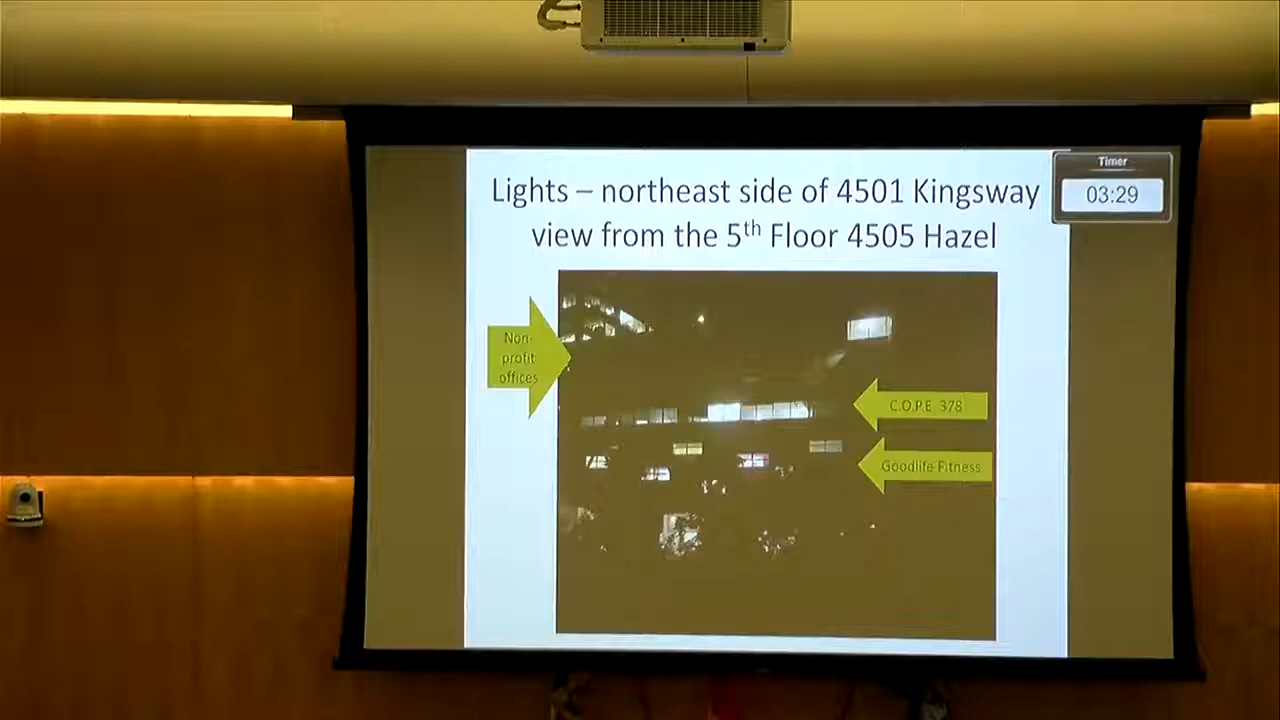 Lights – northeast side of 4501 Kingsway
view from the 5th Floor 4505 Hazel
Timer
03:29
Non-
profit
offices
C.O.P.E. 378
Goodlife Fitness